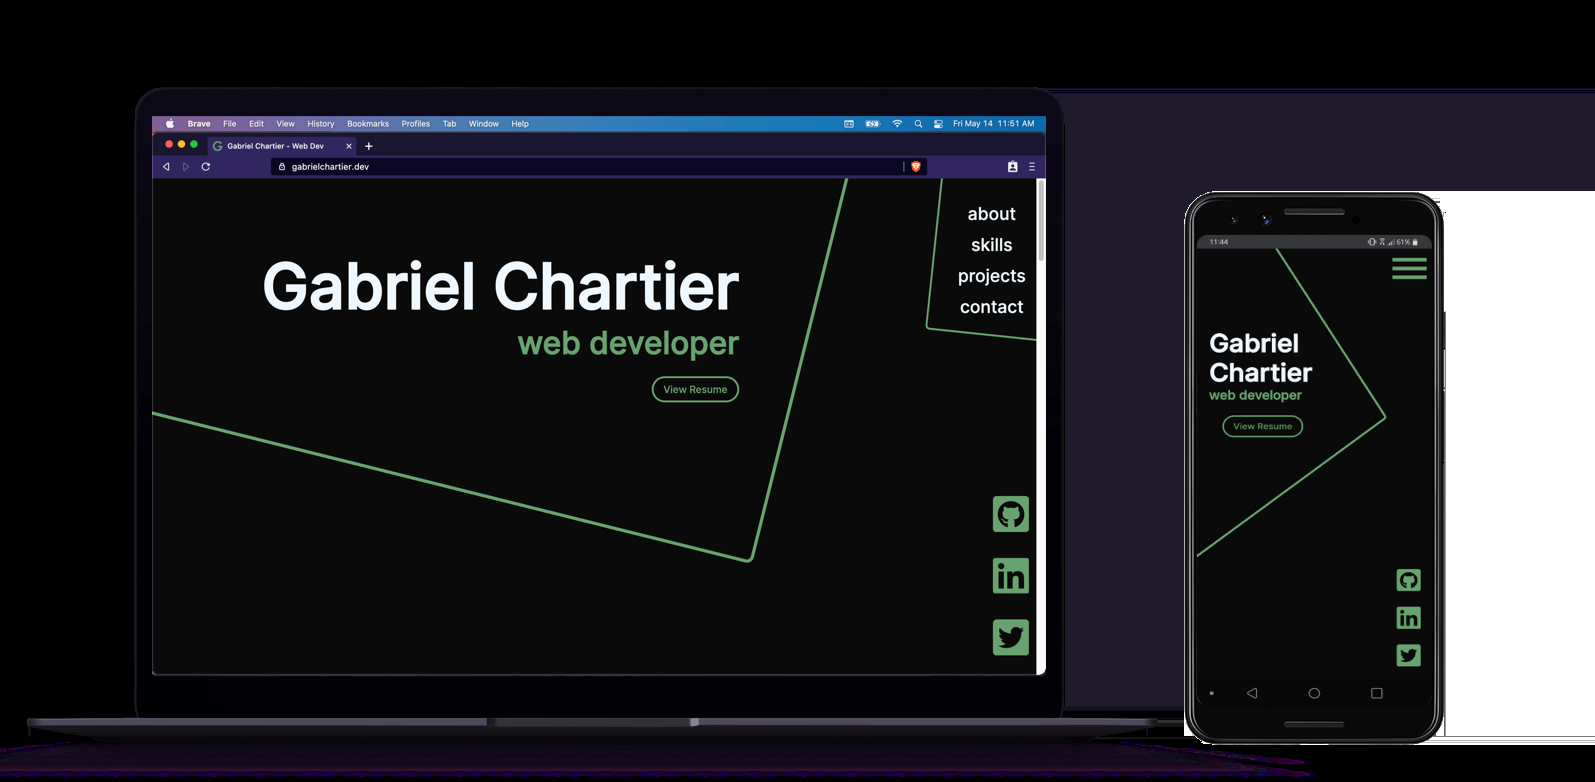 Brave File Edit View History Bookmarks Profiles Tab Window Help Fri May 14 11:51 AM
Gabriel Chartier - Web Dev
gabrielchartier.dev
about
skills
projects
contact
Gabriel Chartier
web developer
View Resume
in
11:44 61%
Gabriel
Chartier
web developer
View Resume
in